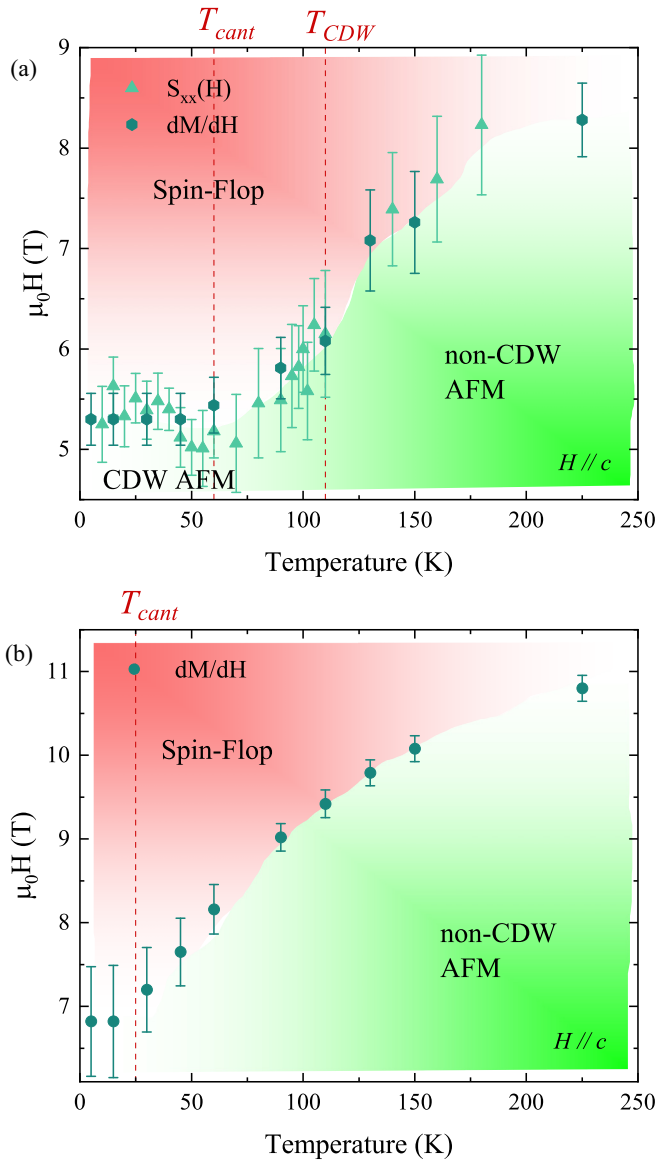 T_cant T_CDW
(a)
9
8
7
6
5
μ₀H (T)
S_xx(H)
dM/dH
Spin-Flop
non-CDW
AFM
CDW AFM
H // c
0 50 100 150 200 250
Temperature (K)
T_cant
(b)
11
10
9
8
7
μ₀H (T)
dM/dH
Spin-Flop
non-CDW
AFM
H // c
0 50 100 150 200 250
Temperature (K)